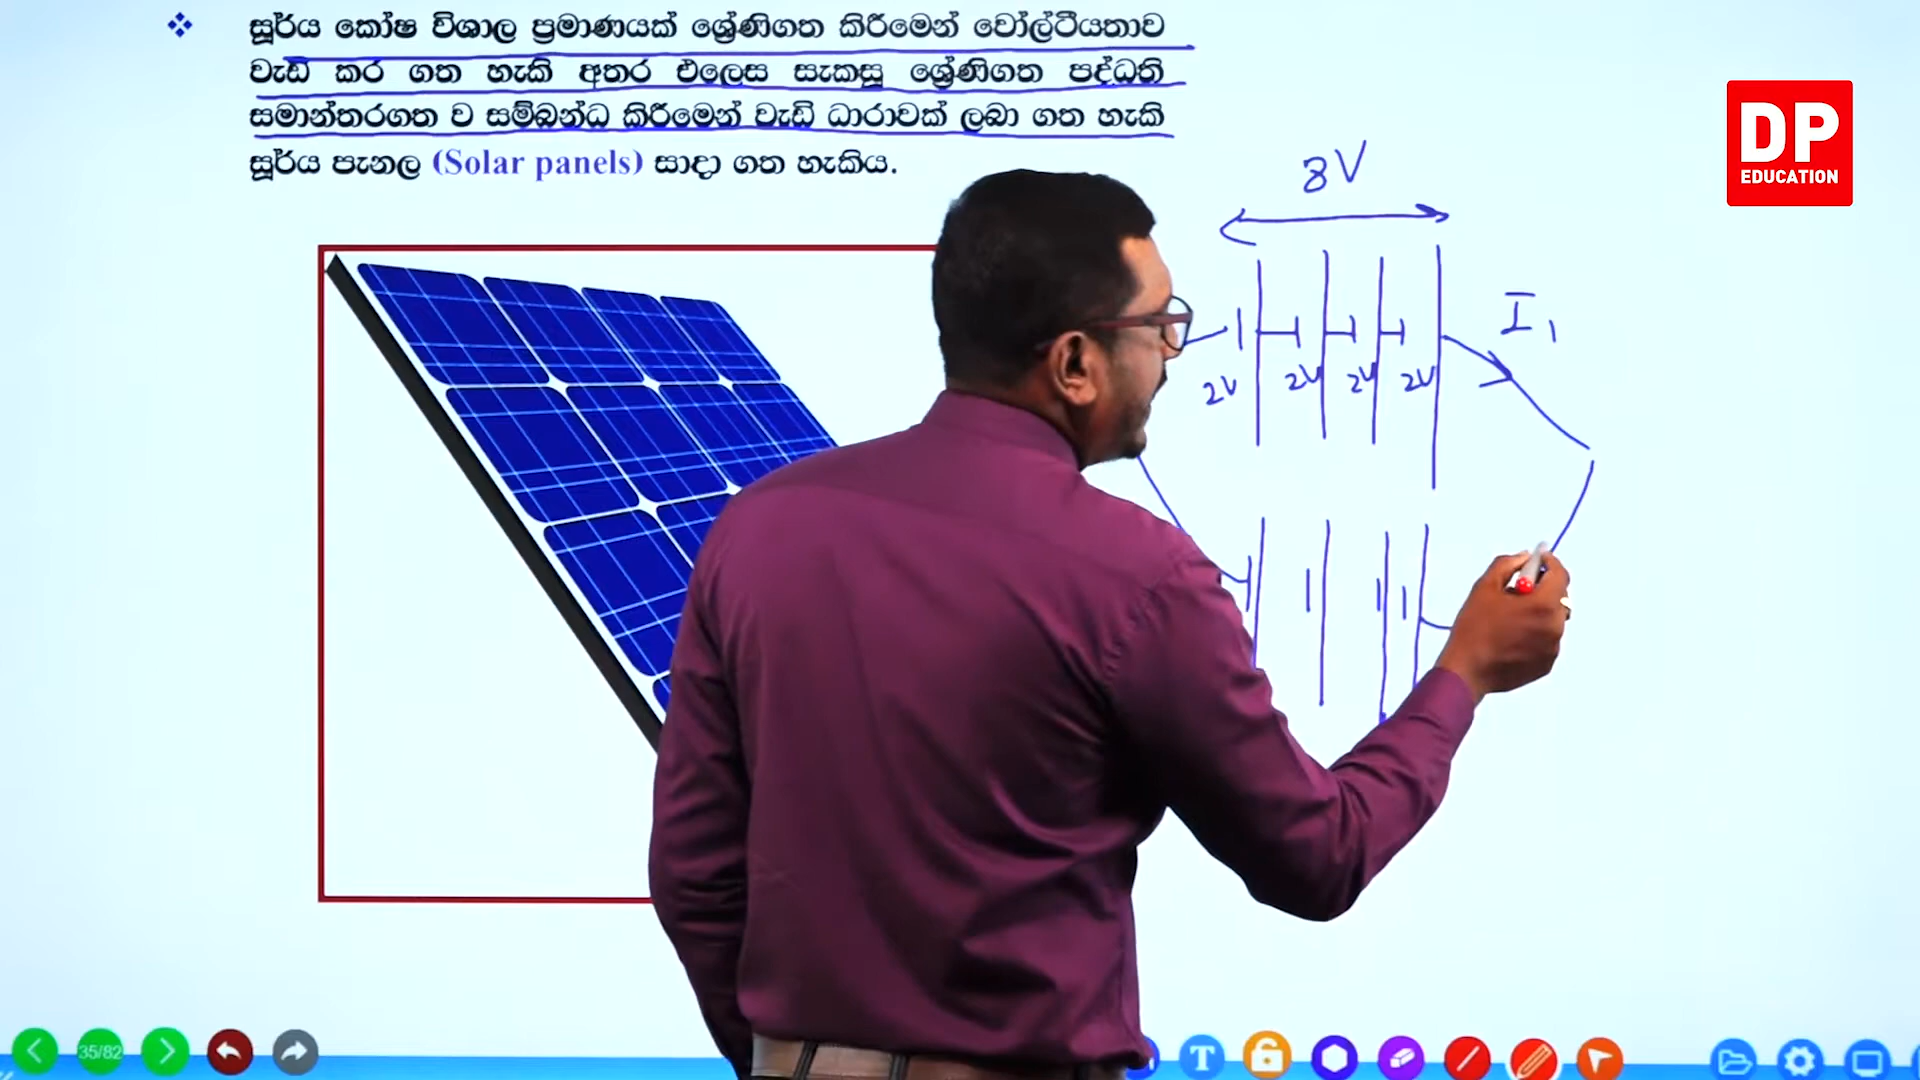 ❖ සූර්ය කෝෂ විශාල ප්‍රමාණයක් ශ්‍රේණිගත කිරීමෙන් වෝල්ටීයතාව
වැඩි කර ගත හැකි අතර එලෙස සැකසූ ශ්‍රේණිගත පද්ධති
සමාන්තරගත ව සම්බන්ධ කිරීමෙන් වැඩි ධාරාවක් ලබා ගත හැකි
සූර්ය පැනල (Solar panels) සාදා ගත හැකිය.
DP
EDUCATION
8V
I₁
2V 2V 2V 2V
35/82
T